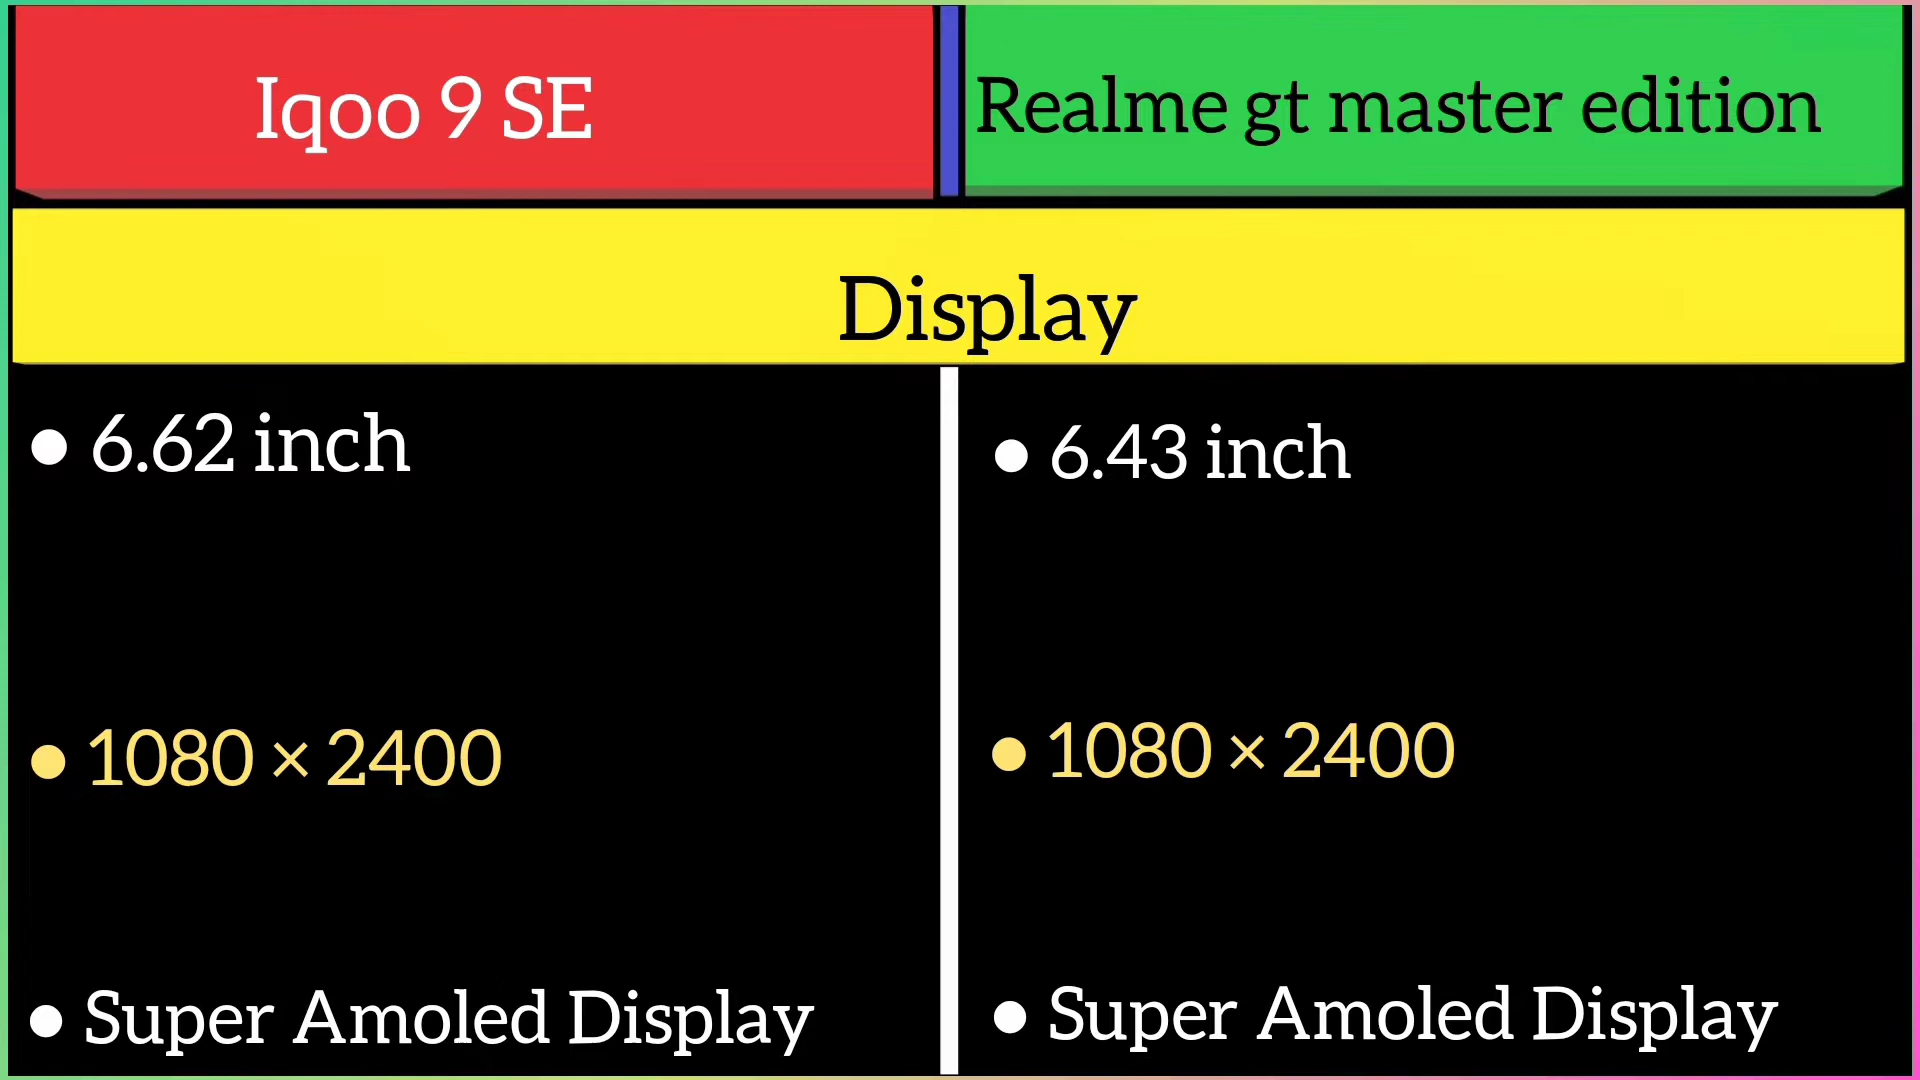 Iqoo 9 SE
Realme gt master edition
Display
● 6.62 inch
● 6.43 inch
● 1080 × 2400
● 1080 × 2400
● Super Amoled Display
● Super Amoled Display